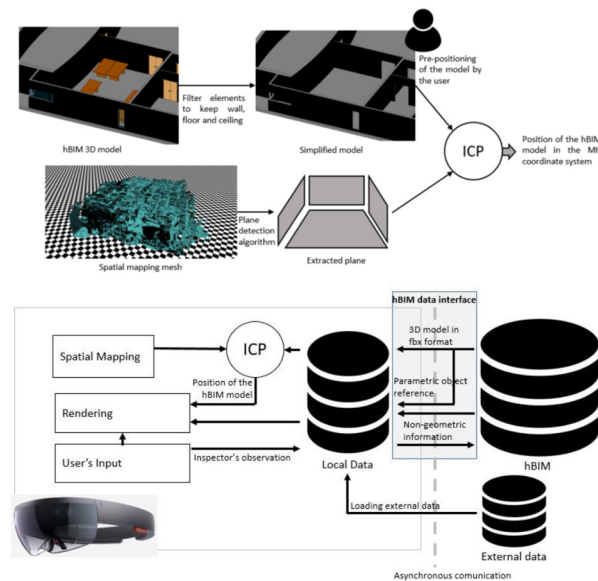 Pre-positioning
of the model by
the user
Filter elements
to keep wall,
floor and ceiling
hBIM 3D model
Simplified model
ICP
Position of the hBIM
model in the
coordinate system
Plane
detection
algorithm
Spatial mapping mesh
Extracted plane
hBIM data interface
3D model in
fbx format
Spatial Mapping
ICP
Position of the
hBIM model
Parametric object
reference
Rendering
Non-geometric
information
User's Input
Inspector's observation
Local Data
hBIM
Loading external data
External data
Asynchronous comunication